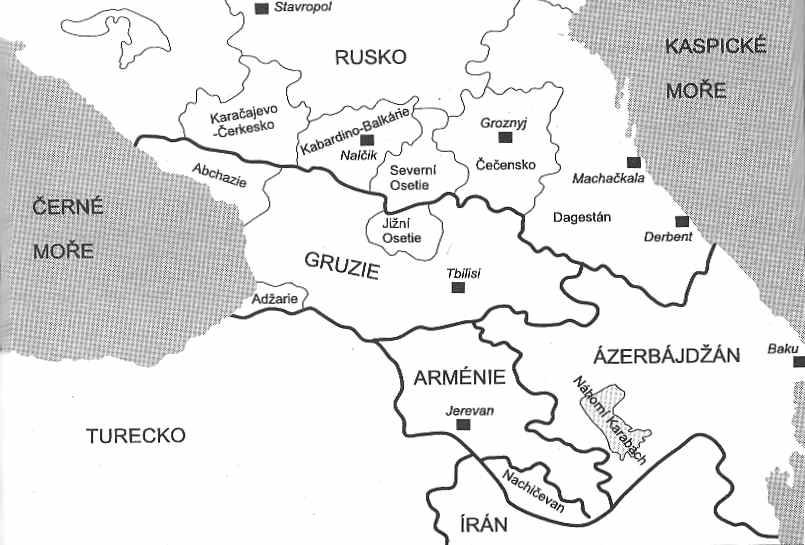 Stavropol
RUSKO
KASPICKÉ
MOŘE
Karačajevo
-Čerkesko
Kabardino-Balkárie
Nalčik
Groznyj
Čečensko
Severní
Osetie
Abchazie
Machačkala
Dagestán
Derbent
ČERNÉ
MOŘE
Jižní
Osetie
GRUZIE
Tbilisi
Adžarie
ÁZERBÁJDŽÁN
Baku
ARMÉNIE
Jerevan
Náhorní Karabach
TURECKO
Nachičevan
ÍRÁN